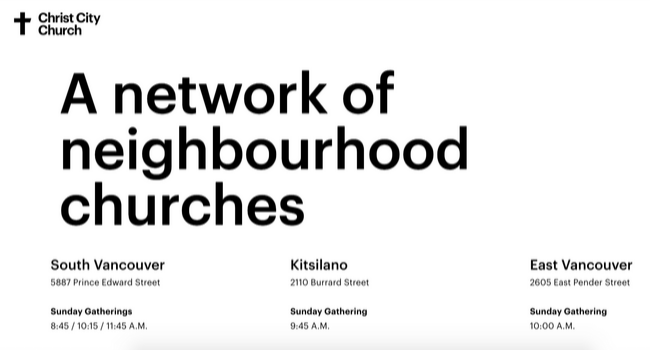 Christ City
Church
A network of
neighbourhood
churches
South Vancouver
5887 Prince Edward Street
Sunday Gatherings
8:45 / 10:15 / 11:45 A.M.
Kitsilano
2110 Burrard Street
Sunday Gathering
9:45 A.M.
East Vancouver
2605 East Pender Street
Sunday Gathering
10:00 A.M.